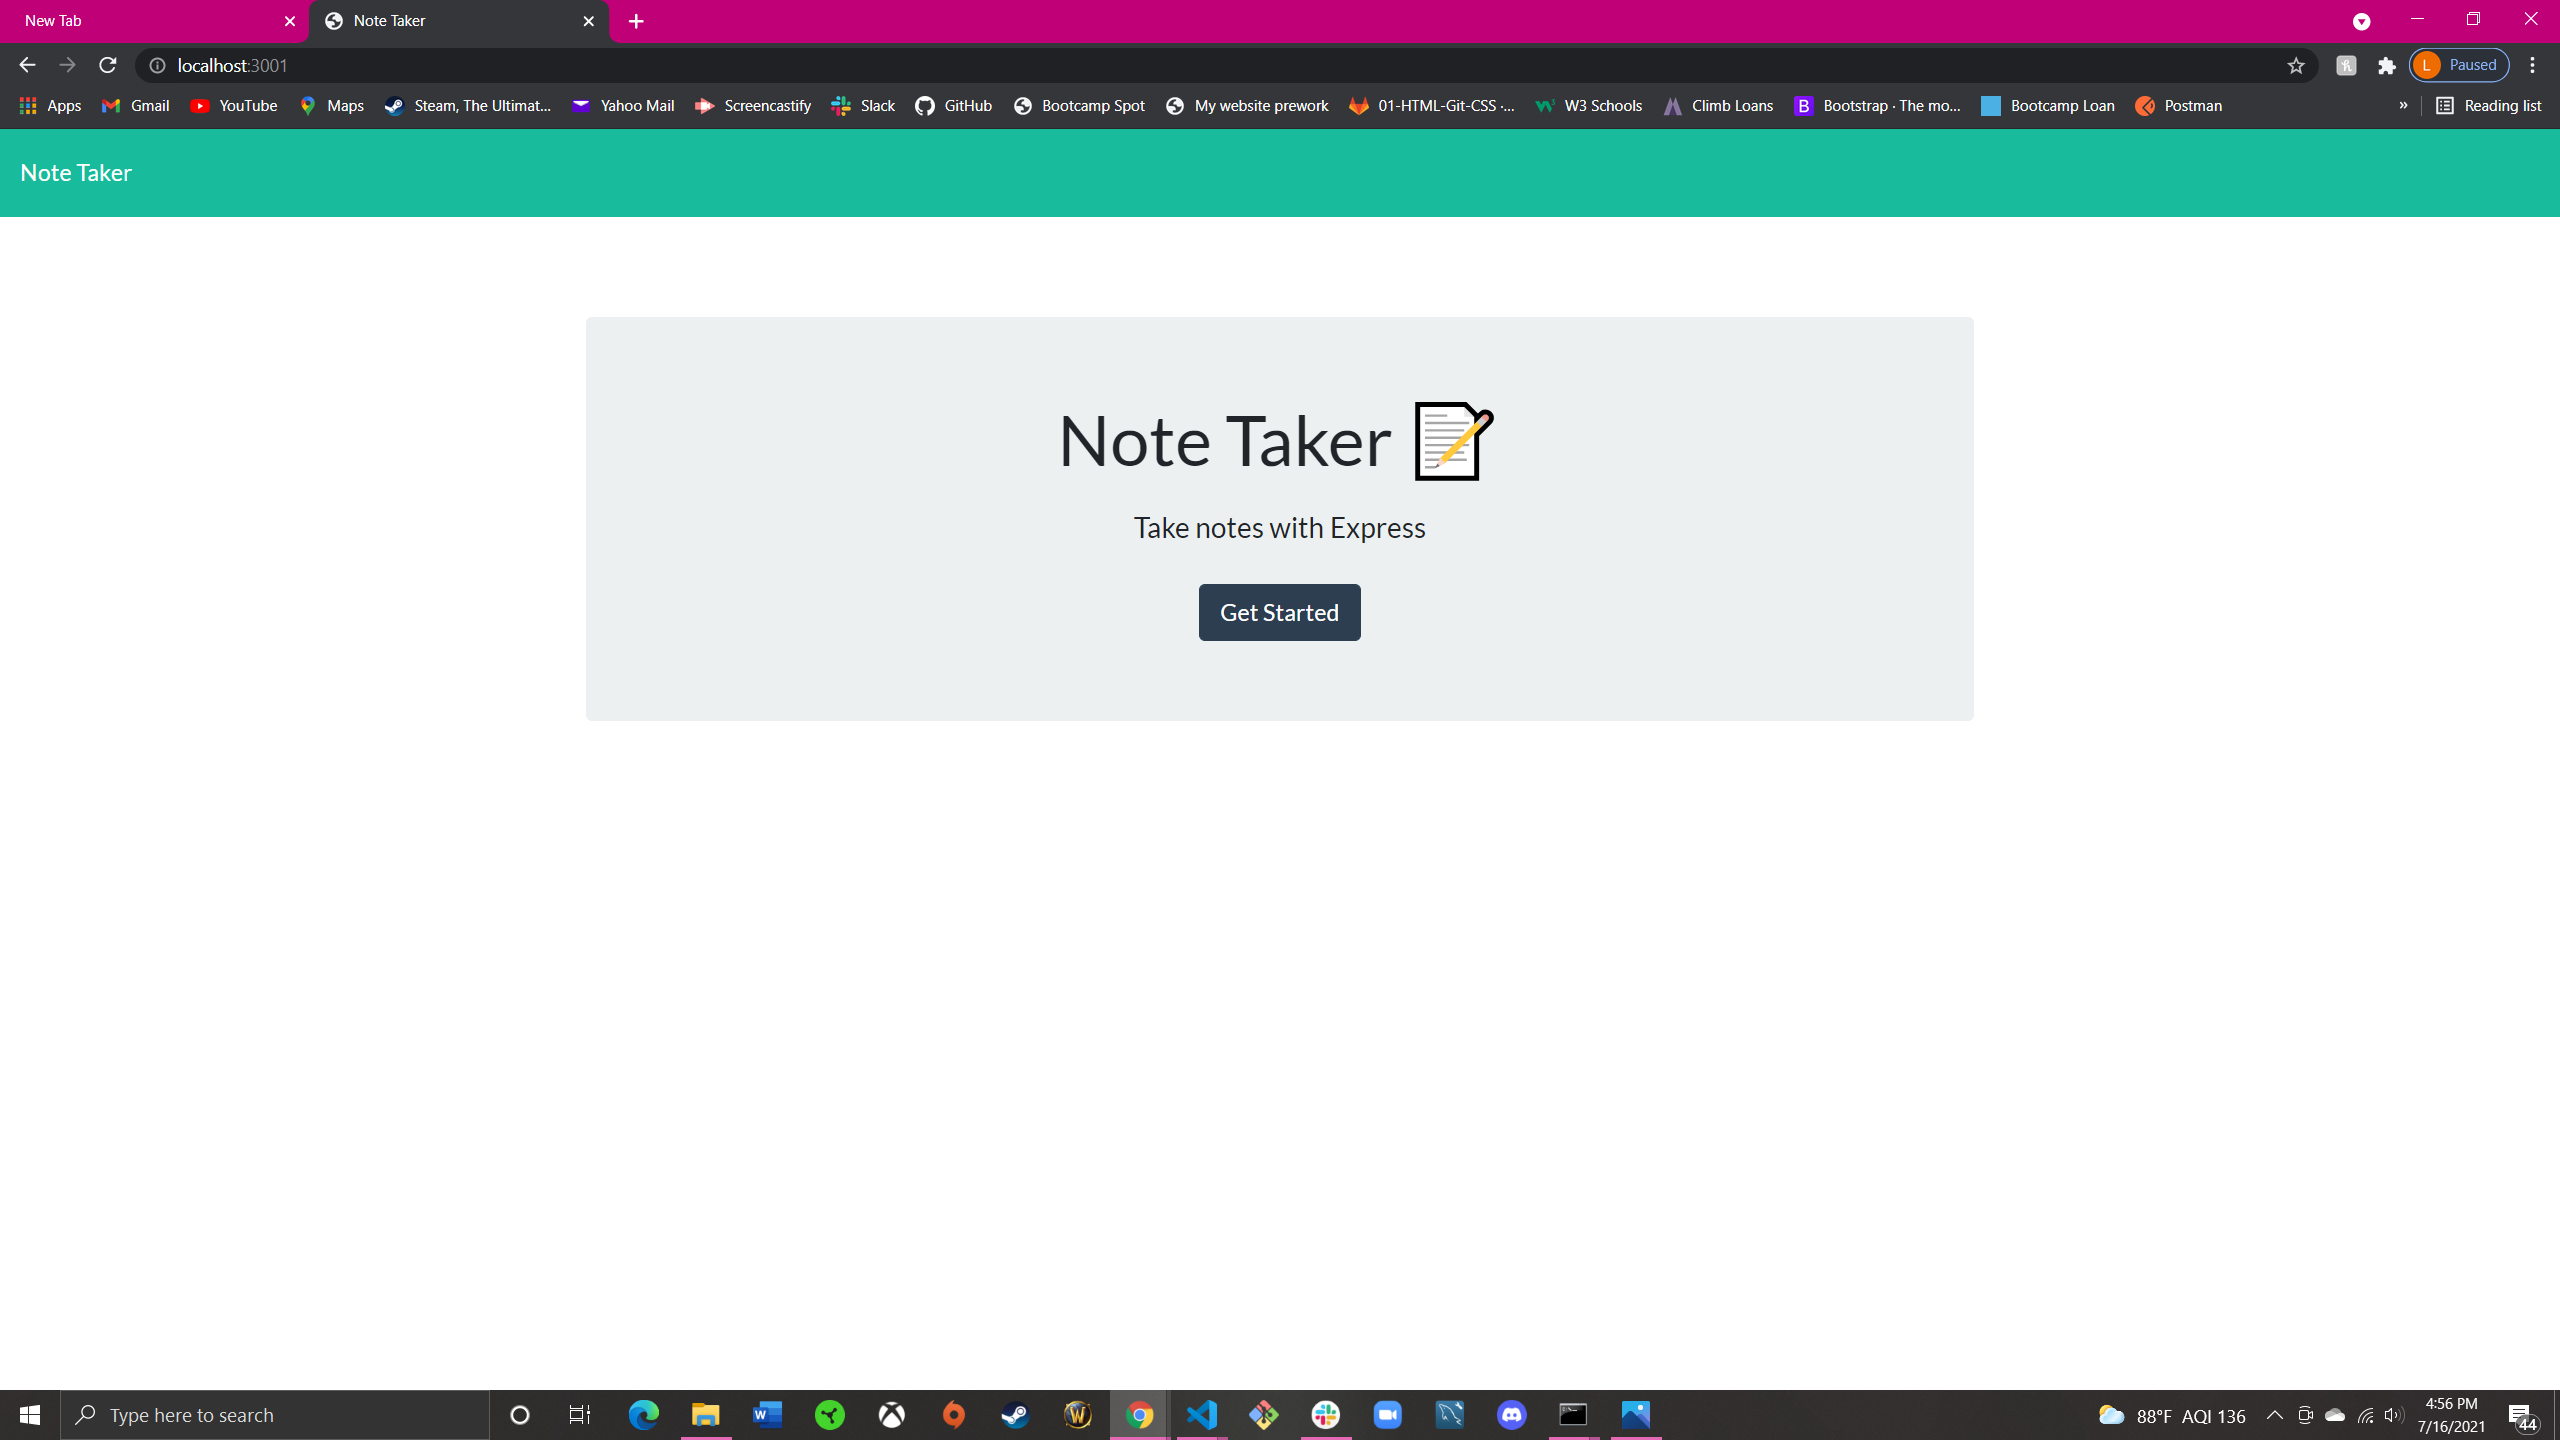 New Tab
Note Taker
localhost:3001
L Paused
Apps Gmail YouTube Maps Steam, The Ultimat... Yahoo Mail Screencastify Slack GitHub Bootcamp Spot My website prework 01-HTML-Git-CSS ·... W3 Schools Climb Loans B Bootstrap · The mo... Bootcamp Loan Postman » Reading list
Note Taker
Note Taker
Take notes with Express
Get Started
Type here to search
88°F AQI 136
4:56 PM
7/16/2021
44